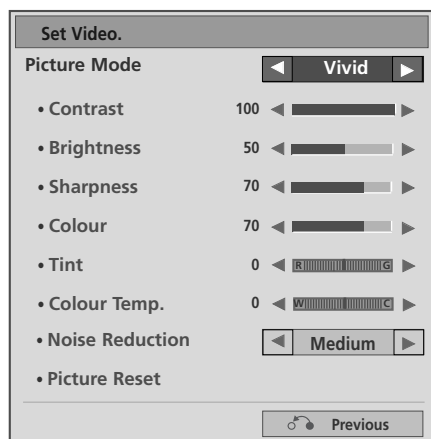 Set Video.
Picture Mode Vivid
• Contrast 100
• Brightness 50
• Sharpness 70
• Colour 70
• Tint 0 R G
• Colour Temp. 0 W C
• Noise Reduction Medium
• Picture Reset
Previous